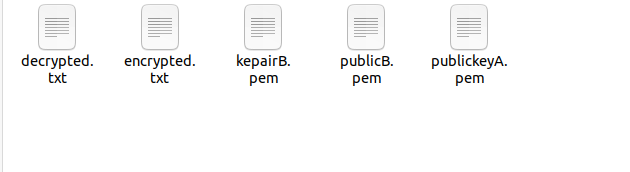 decrypted.
txt
encrypted.
txt
kepairB.
pem
publicB.
pem
publickeyA.
pem